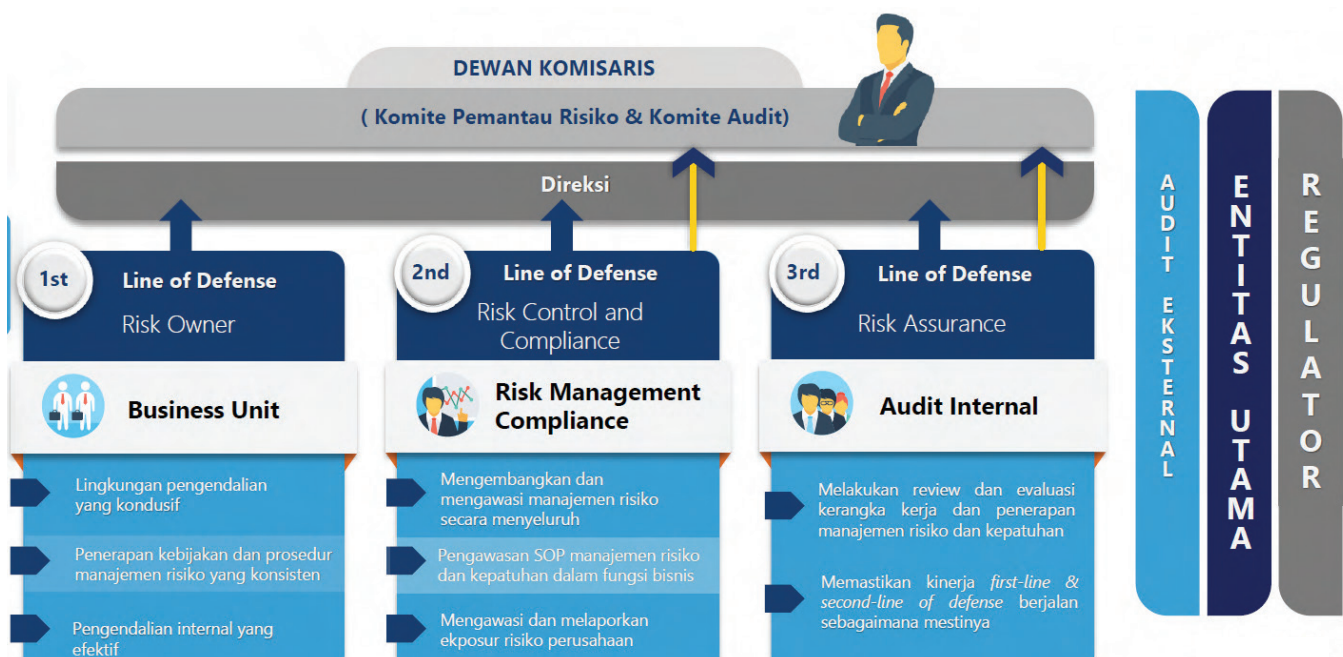 DEWAN KOMISARIS
( Komite Pemantau Risiko & Komite Audit)
Direksi
1st
Line of Defense
Risk Owner
Business Unit
Lingkungan pengendalian
yang kondusif
Penerapan kebijakan dan prosedur
manajemen risiko yang konsisten
Pengendalian internal yang
efektif
2nd
Line of Defense
Risk Control and
Compliance
Risk Management
Compliance
Mengembangkan dan
mengawasi manajemen risiko
secara menyeluruh
Pengawasan SOP manajemen risiko
dan kepatuhan dalam fungsi bisnis
Mengawasi dan melaporkan
ekposur risiko perusahaan
3rd
Line of Defense
Risk Assurance
Audit Internal
Melakukan review dan evaluasi
kerangka kerja dan penerapan
manajemen risiko dan kepatuhan
Memastikan kinerja first-line &
second-line of defense berjalan
sebagaimana mestinya
AUDIT EKSTERNAL
ENTITAS UTAMA
REGULATOR